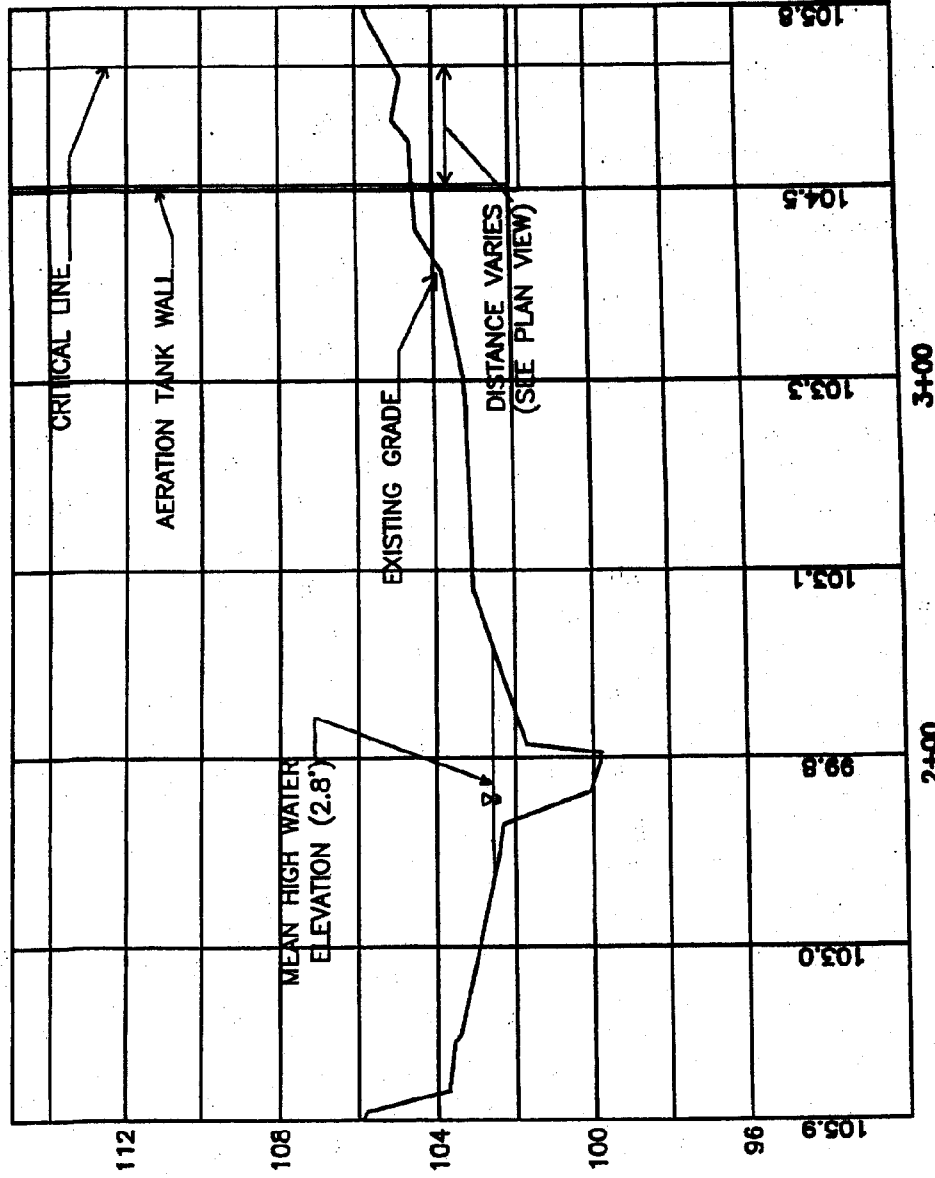 CRITICAL LINE
AERATION TANK WALL
EXISTING GRADE
DISTANCE VARIES
(SEE PLAN VIEW)
MEAN HIGH WATER
ELEVATION (2.8')
112
108
104
100
96
105.9
103.0
99.8
103.1
103.3
104.5
105.8
2+00
3+00